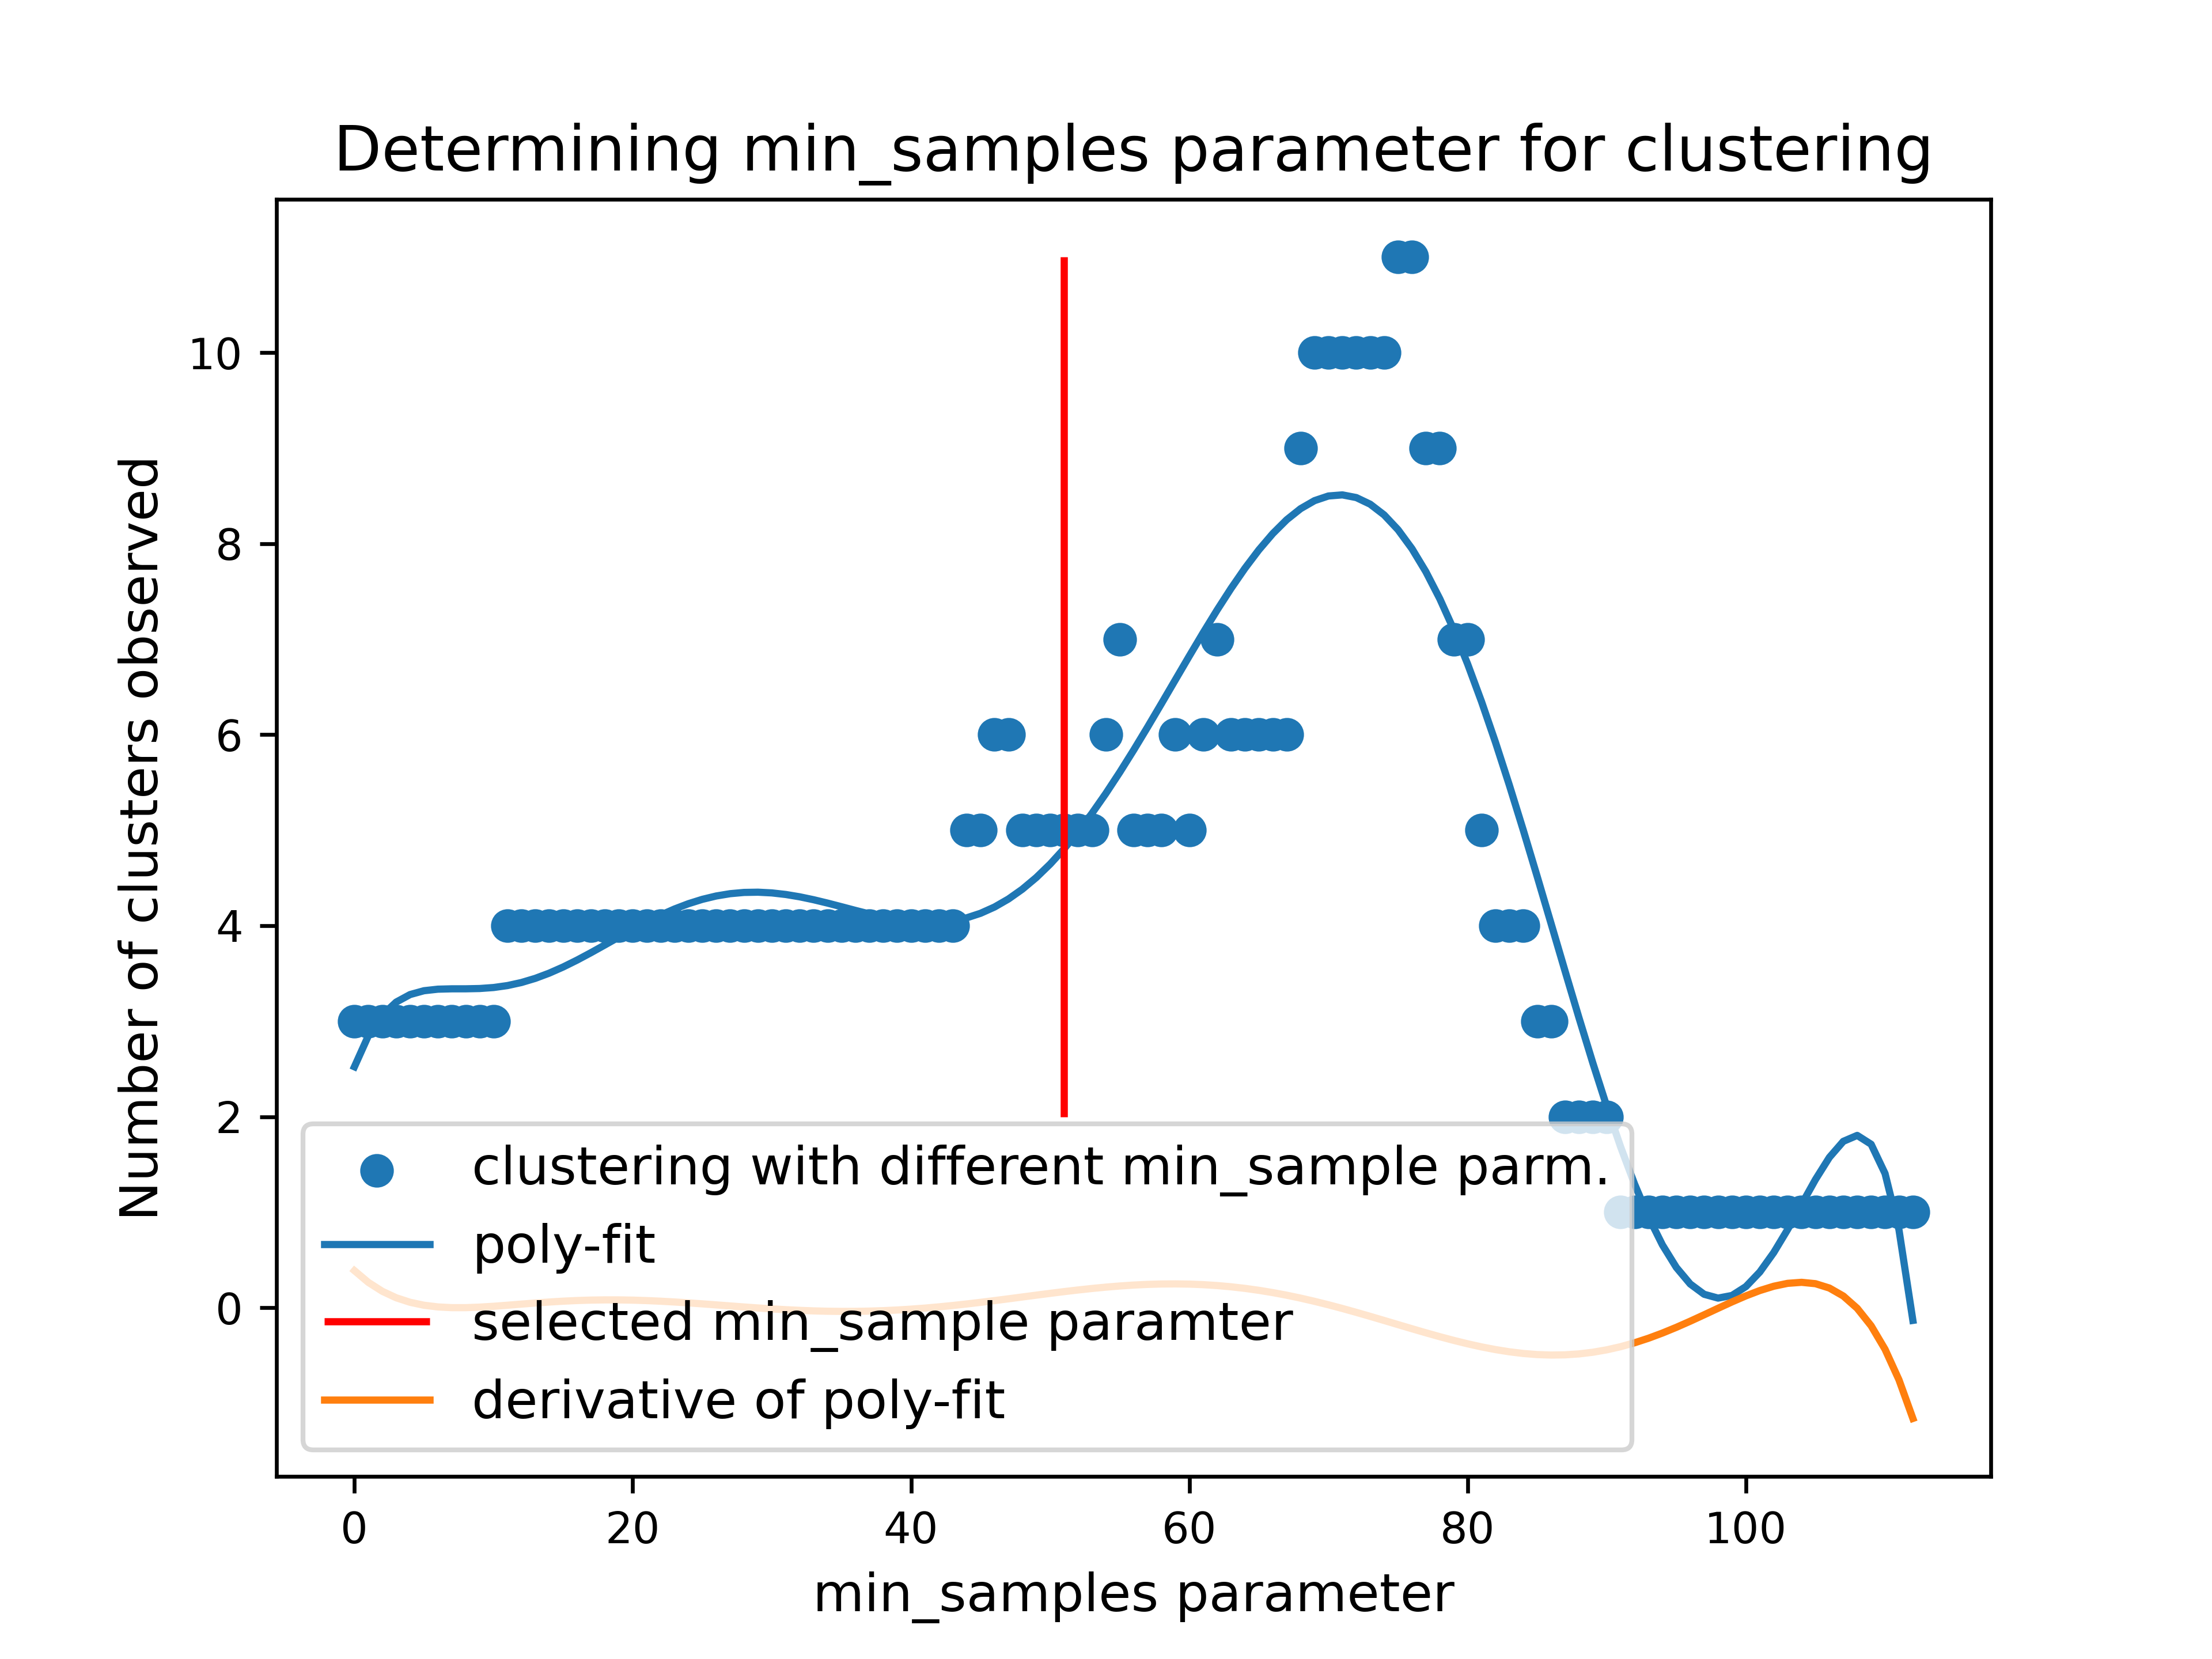 Determining min_samples parameter for clustering
Number of clusters observed
10
8
6
4
2
0
clustering with different min_sample parm.
poly-fit
selected min_sample paramter
derivative of poly-fit
0 20 40 60 80 100
min_samples parameter